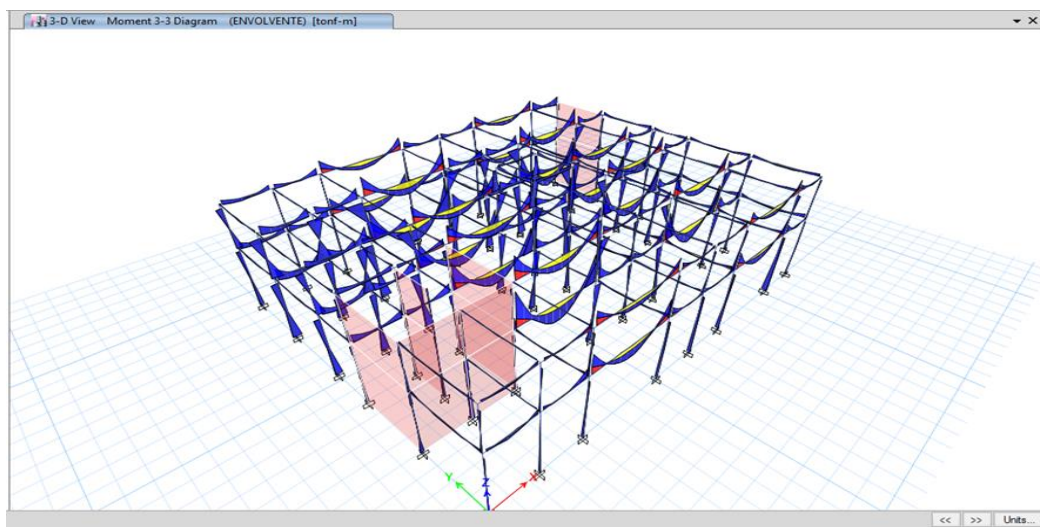 3-D View Moment 3-3 Diagram (ENVOLVENTE) [tonf-m]
Y
Z
X
<< >> Units...